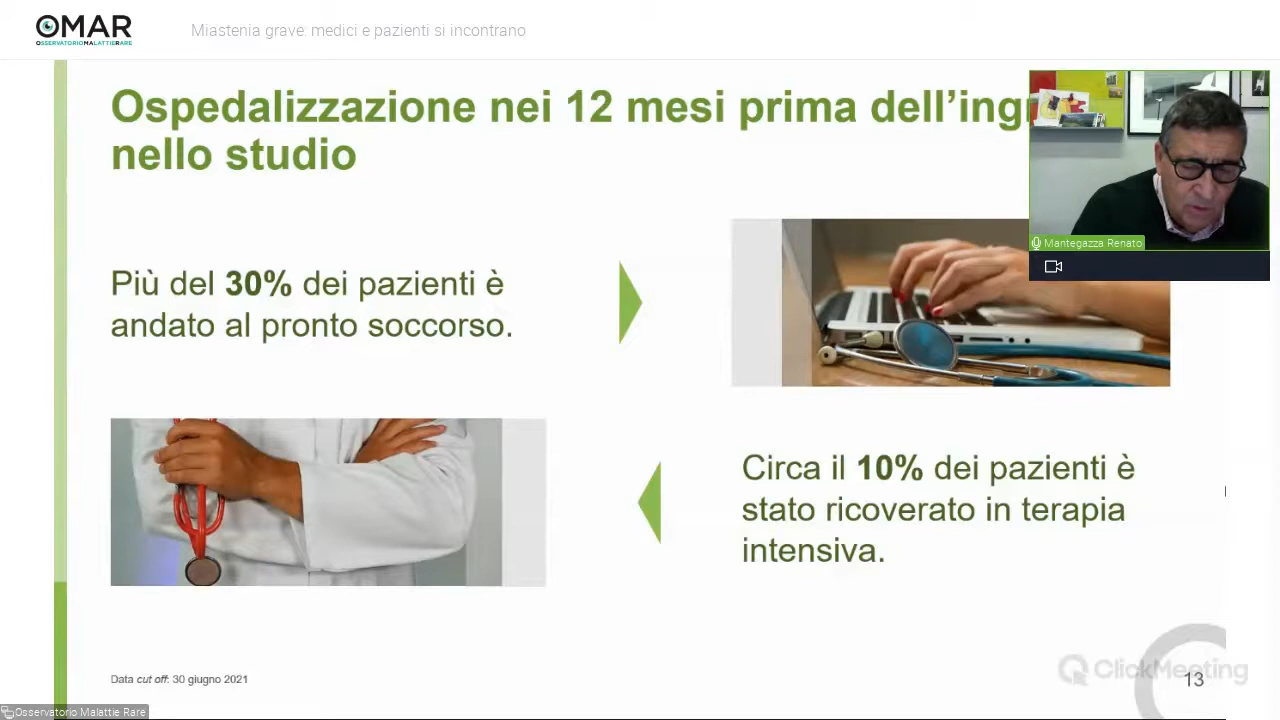 OMAR
OSSERVATORIOMALATTIERARE
Miastenia grave: medici e pazienti si incontrano
Ospedalizzazione nei 12 mesi prima dell’ingr
nello studio
Mantegazza Renato
Più del 30% dei pazienti è
andato al pronto soccorso.
Circa il 10% dei pazienti è
stato ricoverato in terapia
intensiva.
Data cut off: 30 giugno 2021
ClickMeeting
13
Osservatorio Malattie Rare